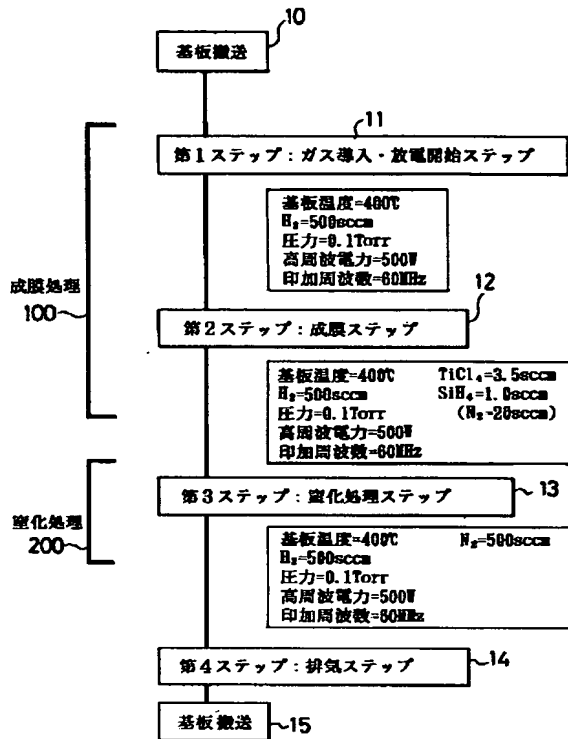 10
基板搬送
11
第1ステップ：ガス導入・放電開始ステップ
基板温度=400℃
H₂=500sccm
圧力=0.1Torr
高周波電力=500W
印加周波数=60MHz
成膜処理
100
12
第2ステップ：成膜ステップ
基板温度=400℃ TiCl₄=3.5sccm
H₂=500sccm SiH₄=1.0sccm
圧力=0.1Torr (N₂-20sccm)
高周波電力=500W
印加周波数=60MHz
窒化処理
200
13
第3ステップ：窒化処理ステップ
基板温度=400℃ N₂=500sccm
H₂=500sccm
圧力=0.1Torr
高周波電力=500W
印加周波数=60MHz
14
第4ステップ：排気ステップ
基板搬送 15